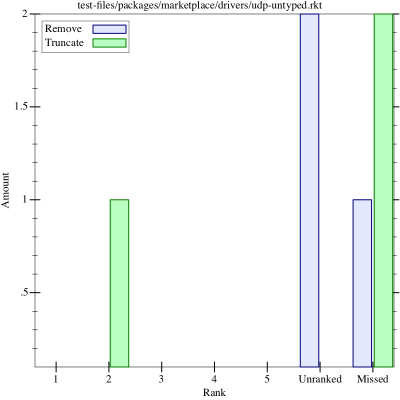 test-files/packages/marketplace/drivers/udp-untyped.rkt
Remove
Truncate
2
1.5
1
.5
Amount
1 2 3 4 5 Unranked Missed
Rank